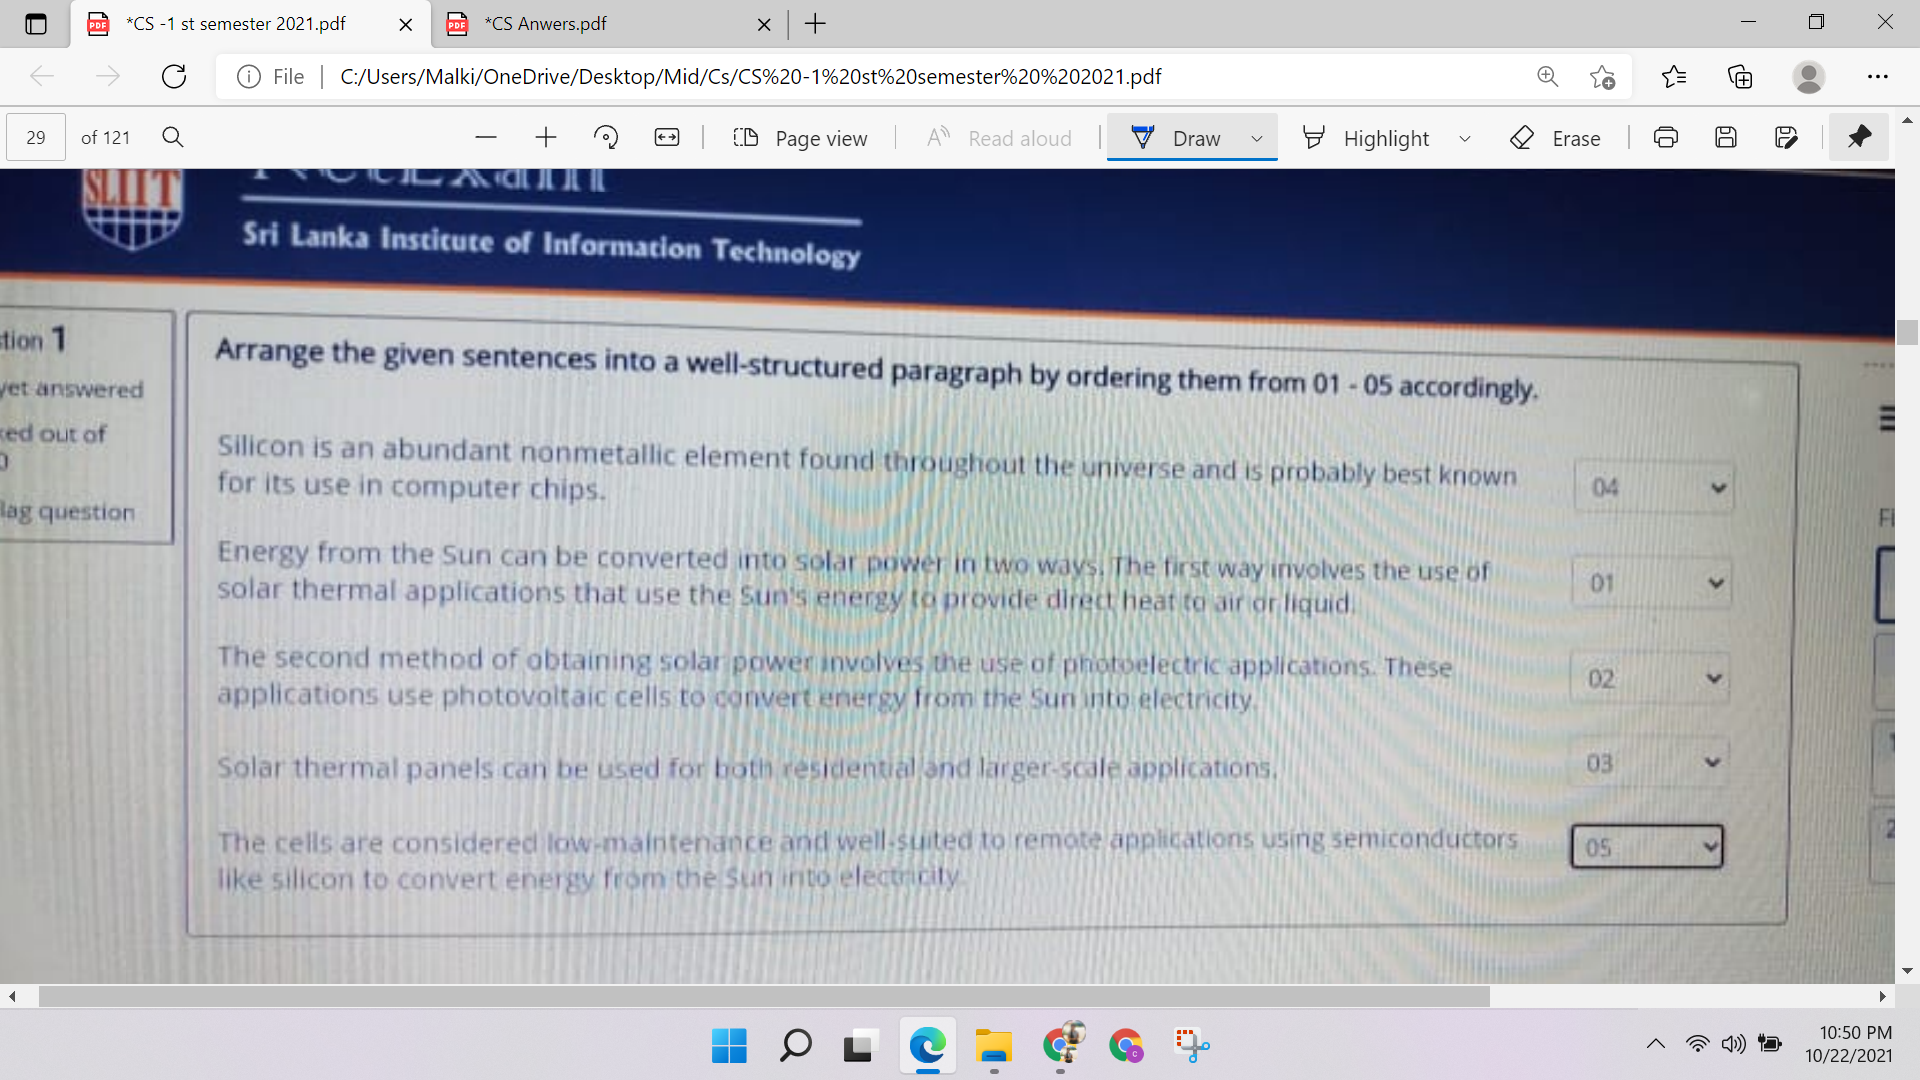 *CS -1 st semester 2021.pdf
*CS Anwers.pdf
File
C:/Users/Malki/OneDrive/Desktop/Mid/Cs/CS%20-1%20st%20semester%20%202021.pdf
29 of 121
Page view
Read aloud
Draw
Highlight
Erase
SLIIT
NetExam
Sri Lanka Institute of Information Technology
tion 1
yet answered
ked out of
lag question
Arrange the given sentences into a well-structured paragraph by ordering them from 01 - 05 accordingly.
Silicon is an abundant nonmetallic element found throughout the universe and is probably best known
for its use in computer chips.
04
Energy from the Sun can be converted into solar power in two ways. The first way involves the use of
solar thermal applications that use the Sun's energy to provide direct heat to air or liquid.
01
The second method of obtaining solar power involves the use of photoelectric applications. These
applications use photovoltaic cells to convert energy from the Sun into electricity.
02
Solar thermal panels can be used for both residential and larger-scale applications.
03
The cells are considered low-maintenance and well-suited to remote applications using semiconductors
like silicon to convert energy from the Sun into electricity.
05
Fi
2
10:50 PM
10/22/2021